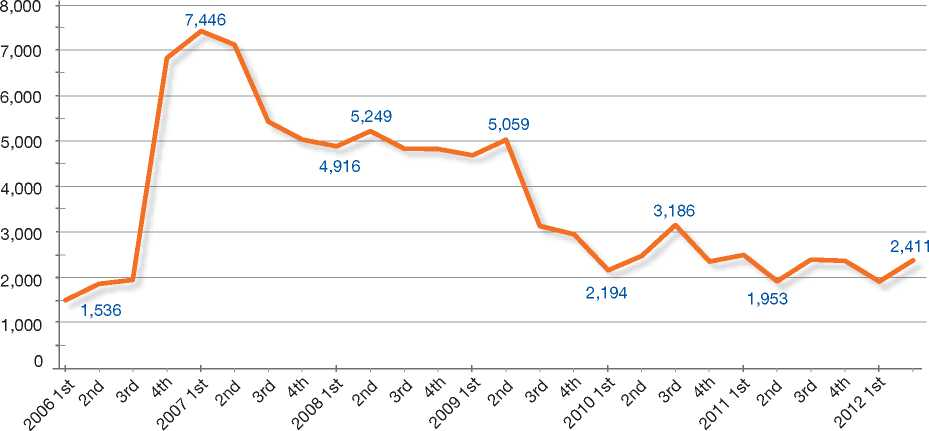 8,000
7,000
6,000
5,000
4,000
3,000
2,000
1,000
0
7,446
5,249
4,916
5,059
3,186
2,194
1,953
2,411
1,536
2006 1st
2nd
3rd
4th
2007 1st
2nd
3rd
4th
2008 1st
2nd
3rd
4th
2009 1st
2nd
3rd
4th
2010 1st
2nd
3rd
4th
2011 1st
2nd
3rd
4th
2012 1st